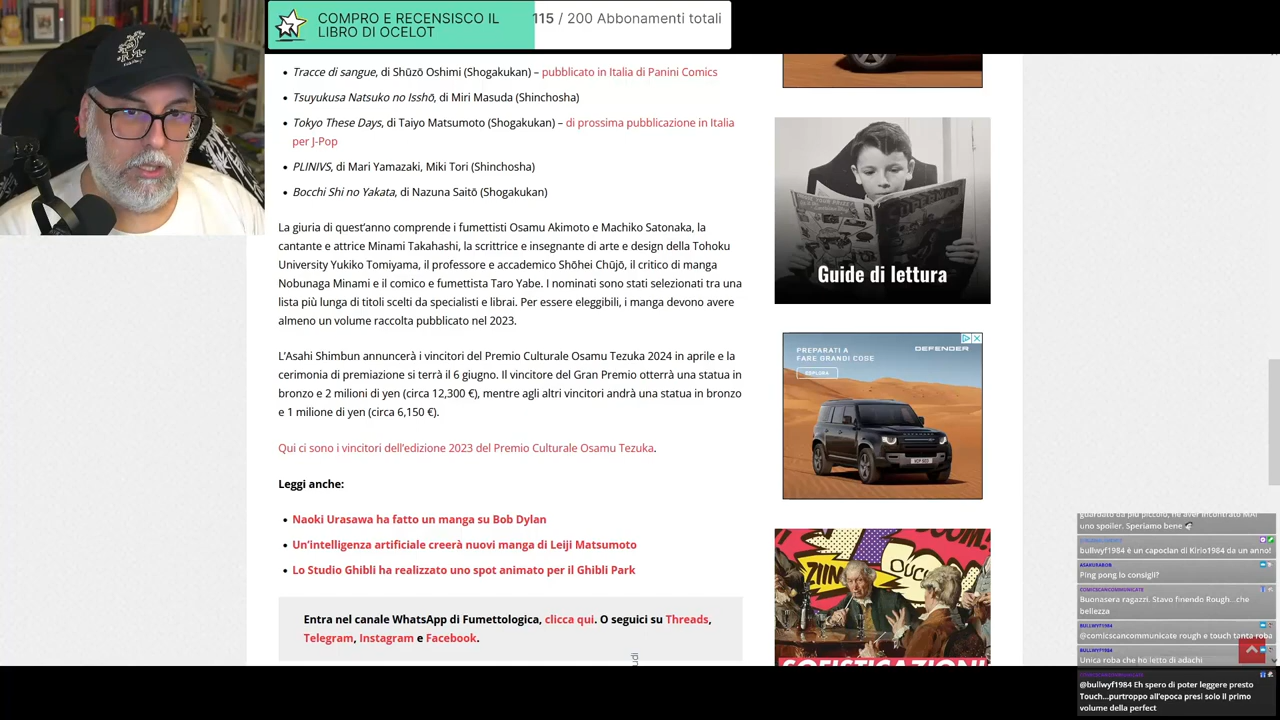 COMPRO E RECENSISCO IL
LIBRO DI OCELOT
115 / 200 Abbonamenti totali
Tracce di sangue, di Shūzō Oshimi (Shogakukan) – pubblicato in Italia di Panini Comics
Tsuyukusa Natsuko no Isshō, di Miri Masuda (Shinchosha)
Tokyo These Days, di Taiyo Matsumoto (Shogakukan) – di prossima pubblicazione in Italia
per J-Pop
PLINIVS, di Mari Yamazaki, Miki Tori (Shinchosha)
Bocchi Shi no Yakata, di Nazuna Saitō (Shogakukan)
La giuria di quest'anno comprende i fumettisti Osamu Akimoto e Machiko Satonaka, la
cantante e attrice Minami Takahashi, la scrittrice e insegnante di arte e design della Tohoku
University Yukiko Tomiyama, il professore e accademico Shōhei Chūjō, il critico di manga
Nobunaga Minami e il comico e fumettista Taro Yabe. I nominati sono stati selezionati tra una
lista più lunga di titoli scelti da specialisti e librai. Per essere eleggibili, i manga devono avere
almeno un volume raccolta pubblicato nel 2023.
L'Asahi Shimbun annuncerà i vincitori del Premio Culturale Osamu Tezuka 2024 in aprile e la
cerimonia di premiazione si terrà il 6 giugno. Il vincitore del Gran Premio otterrà una statua in
bronzo e 2 milioni di yen (circa 12,300 €), mentre agli altri vincitori andrà una statua in bronzo
e 1 milione di yen (circa 6,150 €).
Qui ci sono i vincitori dell'edizione 2023 del Premio Culturale Osamu Tezuka.
Leggi anche:
Naoki Urasawa ha fatto un manga su Bob Dylan
Un'intelligenza artificiale creerà nuovi manga di Leiji Matsumoto
Lo Studio Ghibli ha realizzato uno spot animato per il Ghibli Park
Entra nel canale WhatsApp di Fumettologica, clicca qui. O seguici su Threads,
Telegram, Instagram e Facebook.
Guide di lettura
PREPARATI A
FARE GRANDI COSE
DEFENDER
ESPLORA
ZIIN
OUCH
SOFISTICAZIONI
guardato da più piccolo, ne aver incontrato MAI
uno spoiler. Speriamo bene
bullwyf1984 è un capoclan di Kirio1984 da un anno!
ASAKURABOB
Ping pong lo consigli?
COMICSCANCOMMUNICATE
Buonasera ragazzi. Stavo finendo Rough...che
bellezza
BULLWYF1984
@comicscancommunicate rough e touch tanta roba
BULLWYF1984
Unica roba che ho letto di adachi
@bullwyf1984 Eh spero di poter leggere presto
Touch...purtroppo all'epoca presi solo il primo
volume della perfect